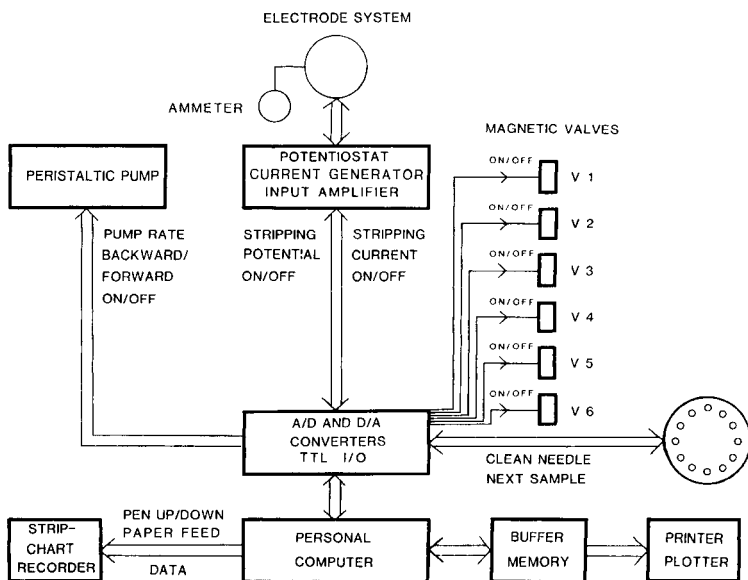 ELECTRODE SYSTEM
AMMETER
MAGNETIC VALVES
PERISTALTIC PUMP
POTENTIOSTAT
CURRENT GENERATOR
INPUT AMPLIFIER
ON/OFF
V 1
ON/OFF
V 2
ON/OFF
V 3
ON/OFF
V 4
ON/OFF
V 5
ON/OFF
V 6
PUMP RATE
BACKWARD/
FORWARD
ON/OFF
STRIPPING
POTENTIAL
ON/OFF
STRIPPING
CURRENT
ON/OFF
A/D AND D/A
CONVERTERS
TTL I/O
CLEAN NEEDLE
NEXT SAMPLE
STRIP-
CHART
RECORDER
PEN UP/DOWN
PAPER FEED
DATA
PERSONAL
COMPUTER
BUFFER
MEMORY
PRINTER
PLOTTER